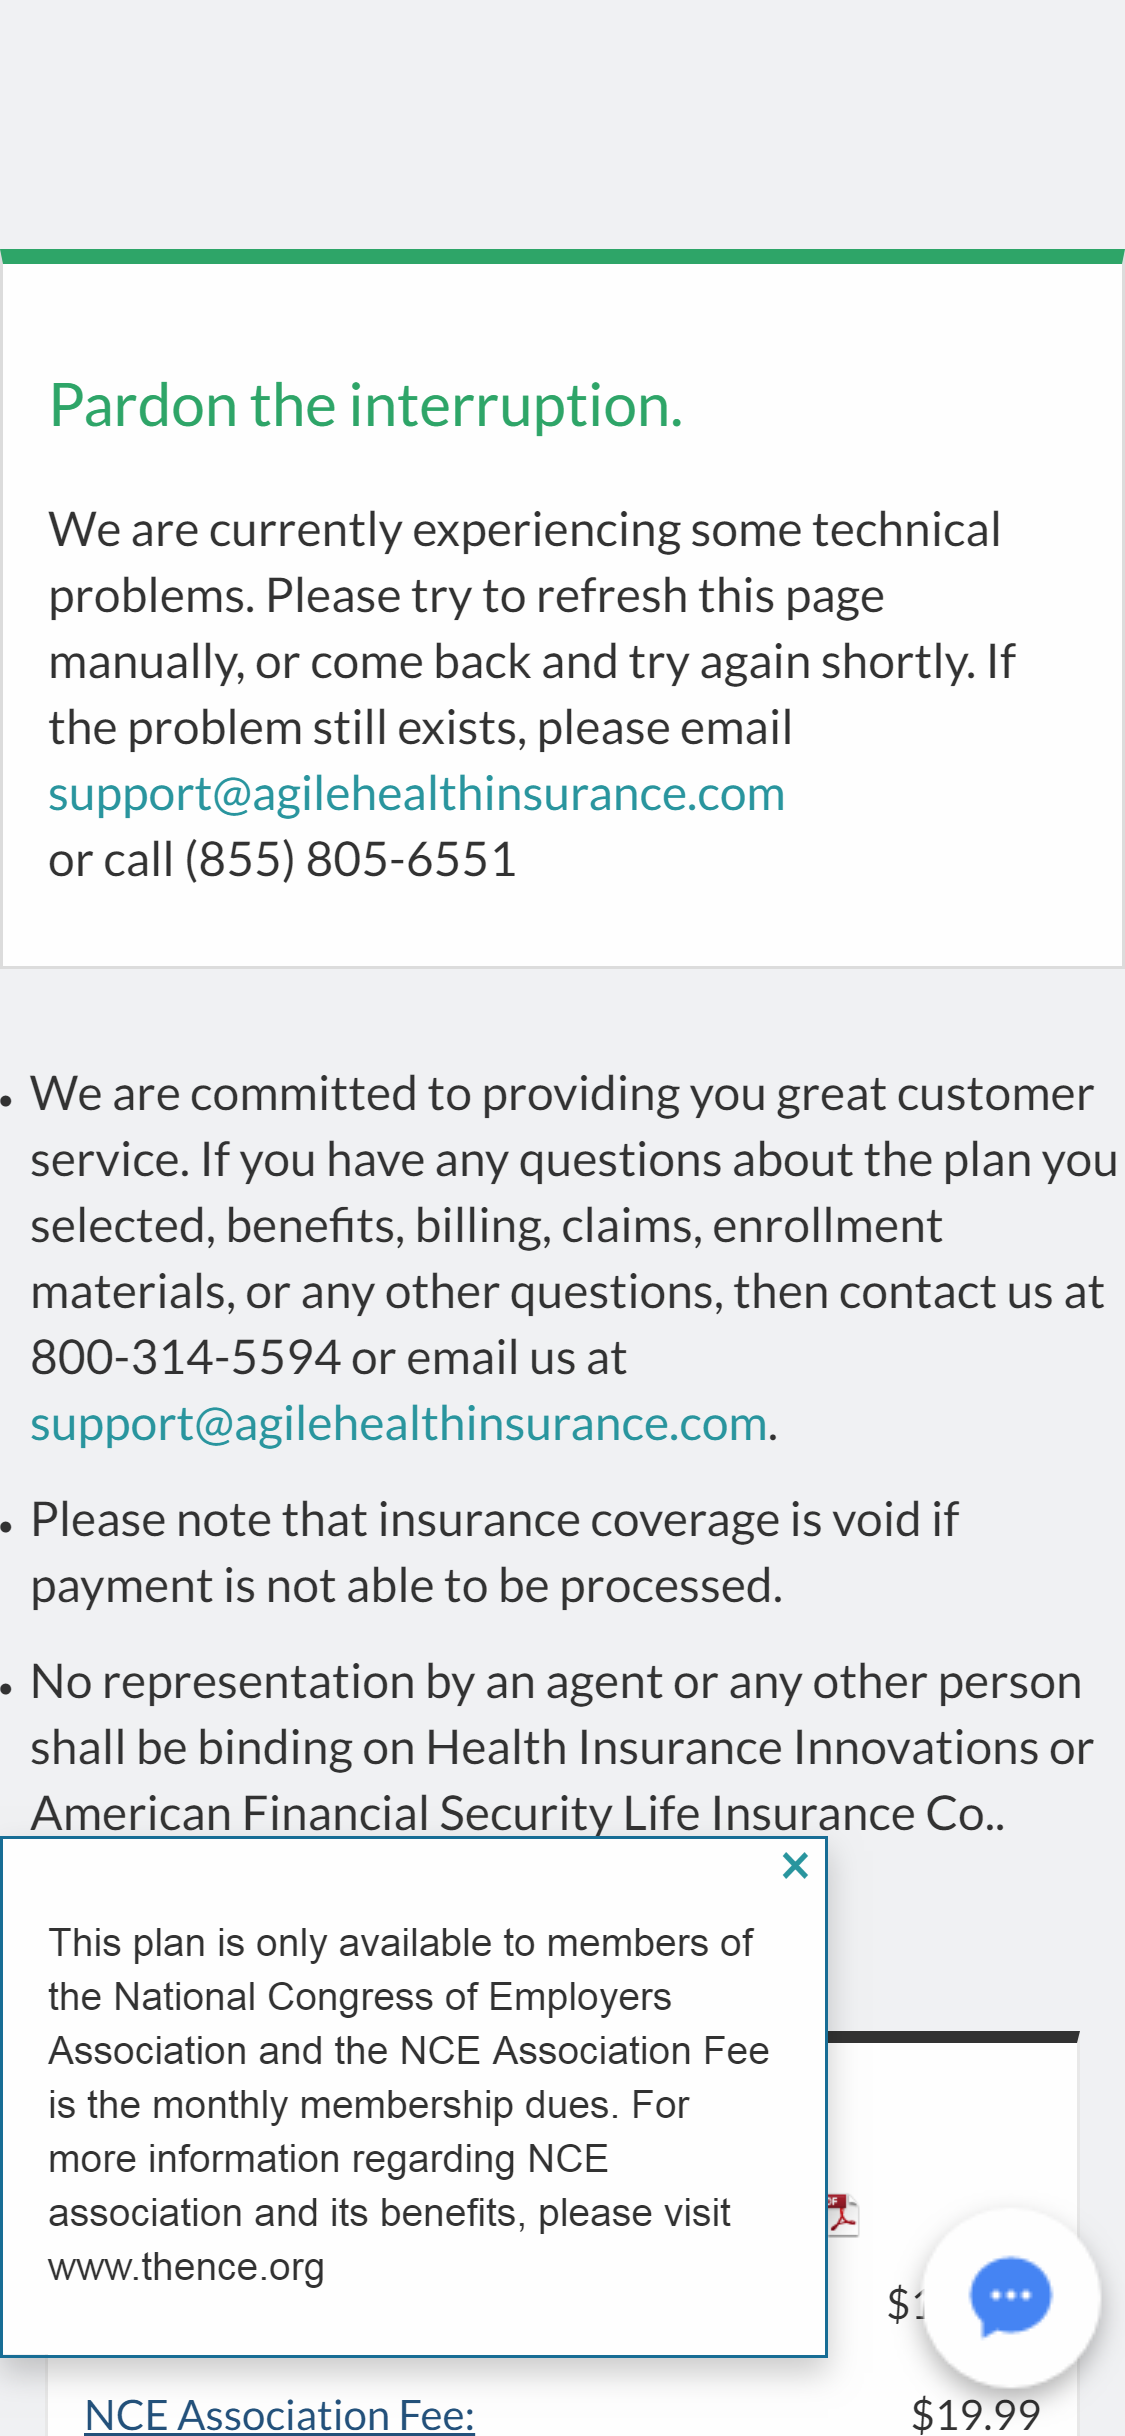 Pardon the interruption.
We are currently experiencing some technical
problems. Please try to refresh this page
manually, or come back and try again shortly. If
the problem still exists, please email
support@agilehealthinsurance.com
or call (855) 805-6551
• We are committed to providing you great customer
service. If you have any questions about the plan you
selected, benefits, billing, claims, enrollment
materials, or any other questions, then contact us at
800-314-5594 or email us at
support@agilehealthinsurance.com.
• Please note that insurance coverage is void if
payment is not able to be processed.
• No representation by an agent or any other person
shall be binding on Health Insurance Innovations or
American Financial Security Life Insurance Co..
This plan is only available to members of
the National Congress of Employers
Association and the NCE Association Fee
is the monthly membership dues. For
more information regarding NCE
association and its benefits, please visit
www.thence.org
NCE Association Fee: $19.99